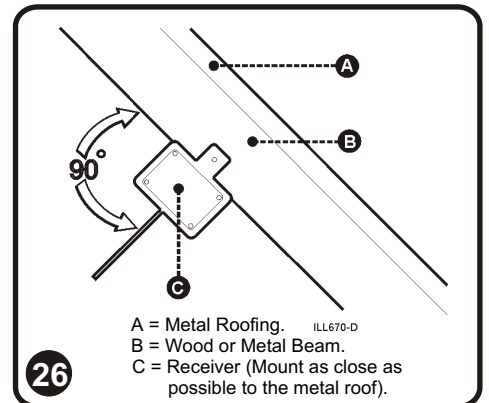 A
B
90°
C
A = Metal Roofing. ILL670-D
B = Wood or Metal Beam.
C = Receiver (Mount as close as
possible to the metal roof).
26